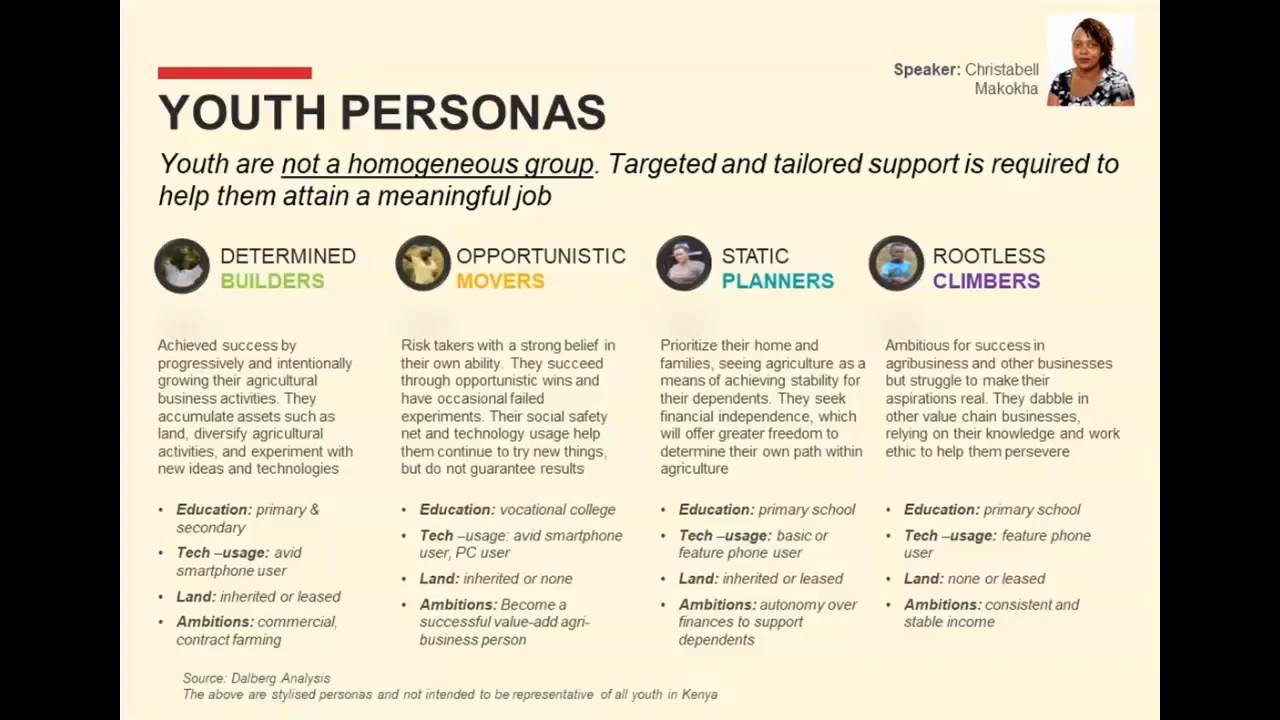 Speaker: Christabell
Makokha
YOUTH PERSONAS
Youth are not a homogeneous group. Targeted and tailored support is required to
help them attain a meaningful job
DETERMINED
BUILDERS
Achieved success by
progressively and intentionally
growing their agricultural
business activities. They
accumulate assets such as
land, diversify agricultural
activities, and experiment with
new ideas and technologies
• Education: primary &
secondary
• Tech –usage: avid
smartphone user
• Land: inherited or leased
• Ambitions: commercial,
contract farming
OPPORTUNISTIC
MOVERS
Risk takers with a strong belief in
their own ability. They succeed
through opportunistic wins and
have occasional failed
experiments. Their social safety
net and technology usage help
them continue to try new things,
but do not guarantee results
• Education: vocational college
• Tech –usage: avid smartphone
user, PC user
• Land: inherited or none
• Ambitions: Become a
successful value-add agri-
business person
STATIC
PLANNERS
Prioritize their home and
families, seeing agriculture as a
means of achieving stability for
their dependents. They seek
financial independence, which
will offer greater freedom to
determine their own path within
agriculture
• Education: primary school
• Tech –usage: basic or
feature phone user
• Land: inherited or leased
• Ambitions: autonomy over
finances to support
dependents
ROOTLESS
CLIMBERS
Ambitious for success in
agribusiness and other businesses
but struggle to make their
aspirations real. They dabble in
other value chain businesses,
relying on their knowledge and work
ethic to help them persevere
• Education: primary school
• Tech –usage: feature phone
user
• Land: none or leased
• Ambitions: consistent and
stable income
Source: Dalberg Analysis
The above are stylised personas and not intended to be representative of all youth in Kenya